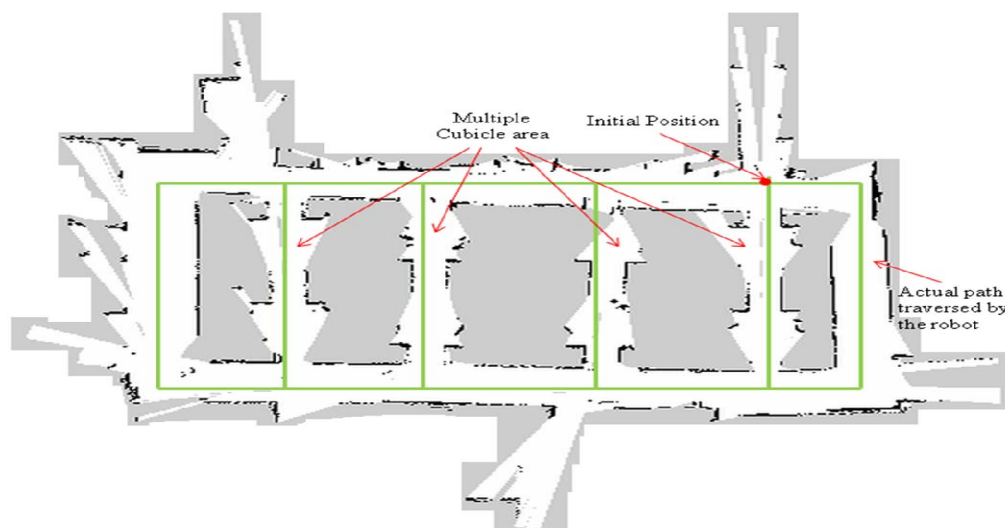 Multiple
Cubicle area
Initial Position
Actual path
traversed by
the robot